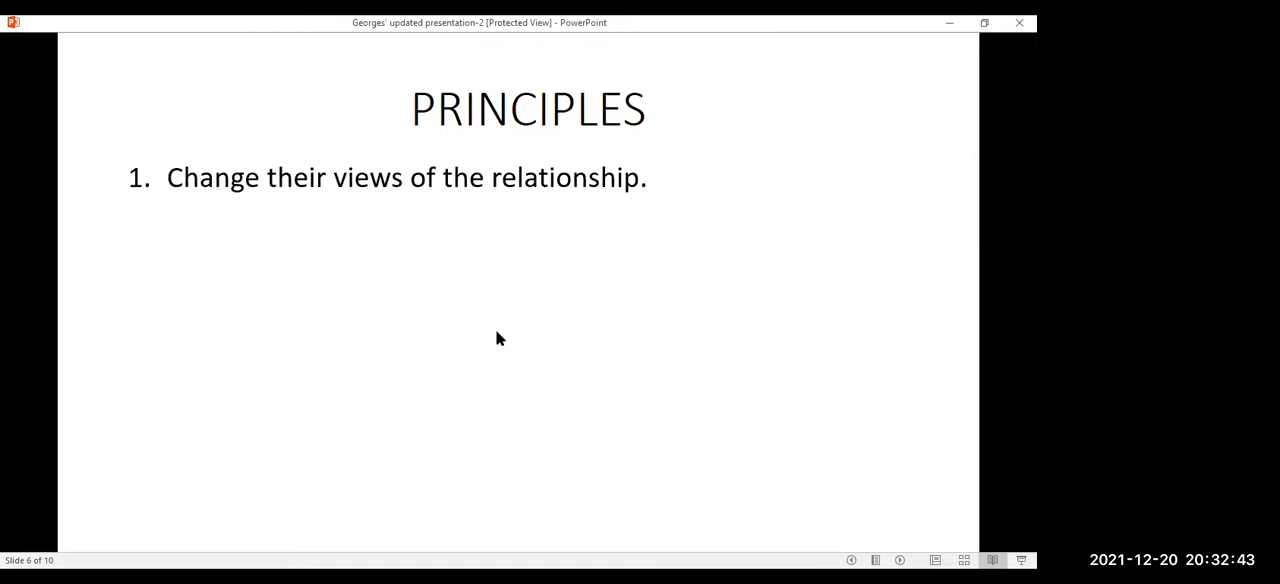 Georges' updated presentation-2 [Protected View] - PowerPoint
PRINCIPLES
1. Change their views of the relationship.
Slide 6 of 10
2021-12-20 20:32:43